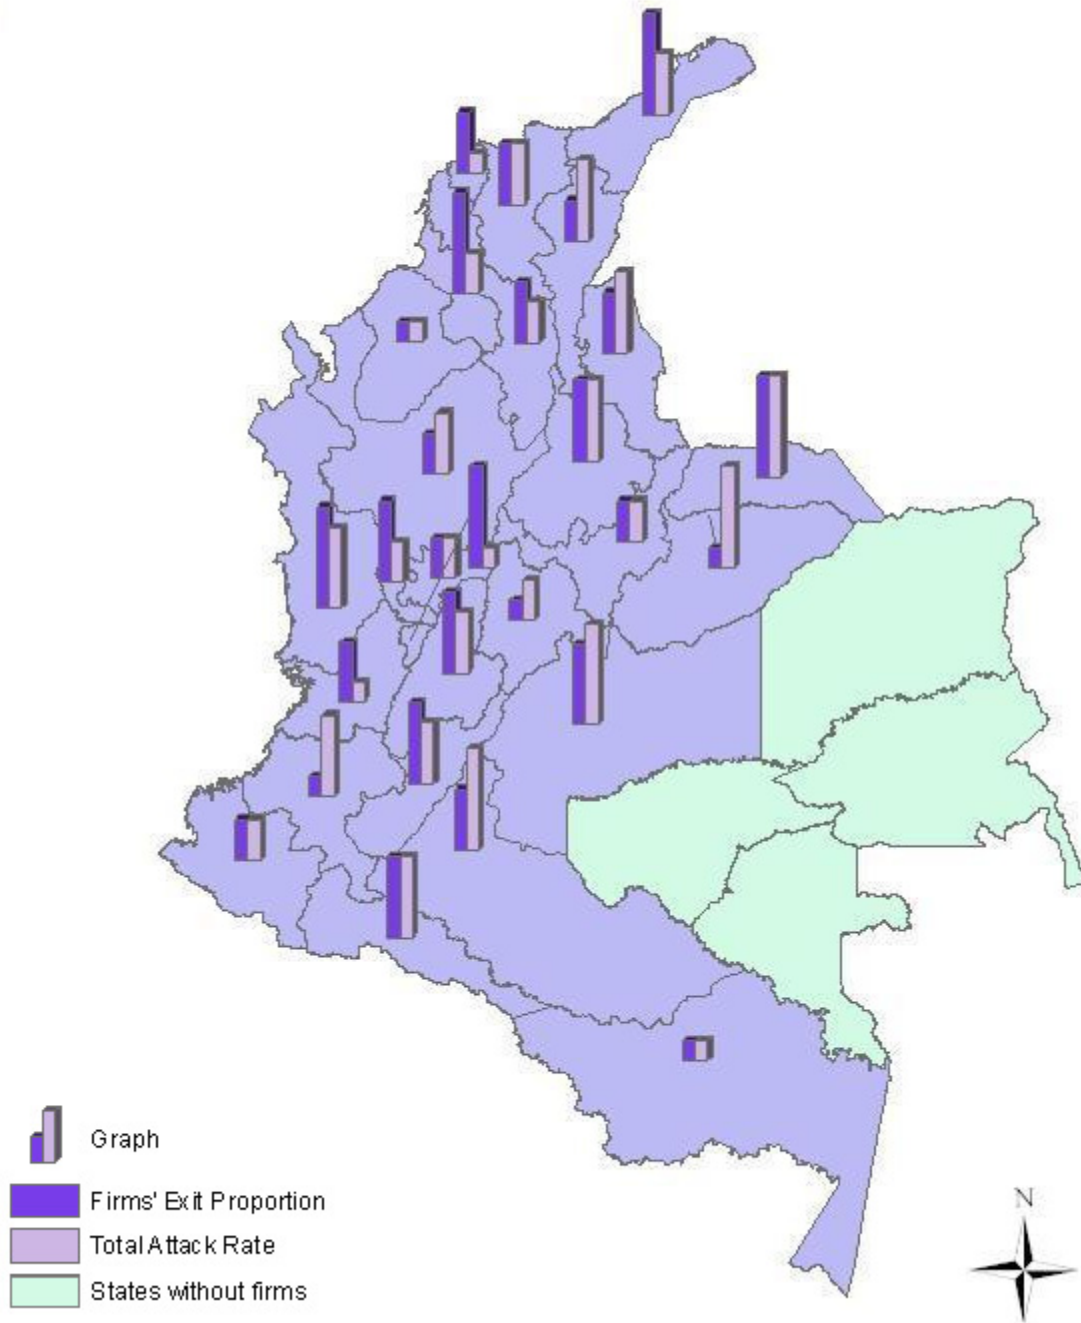 Graph
Firms' Exit Proportion
Total Attack Rate
States without firms
N